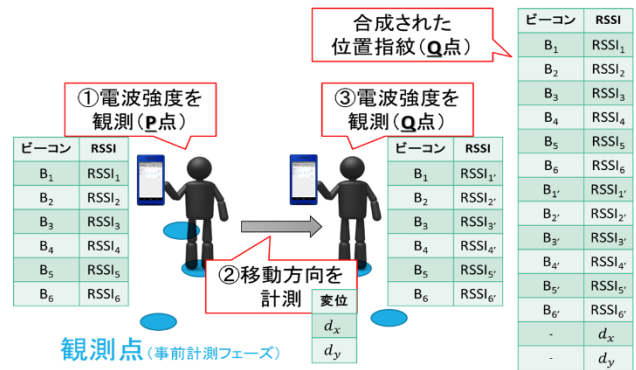 合成された
位置指紋(Q点)
①電波強度を
観測(P点)
③電波強度を
観測(Q点)
ビーコン RSSI
B₁ RSSI₁
B₂ RSSI₂
B₃ RSSI₃
B₄ RSSI₄
B₅ RSSI₅
B₆ RSSI₆
②移動方向を
計測
変位
dₓ
d_y
ビーコン RSSI
B₁ RSSI₁'
B₂ RSSI₂'
B₃ RSSI₃'
B₄ RSSI₄'
B₅ RSSI₅'
B₆ RSSI₆'
ビーコン RSSI
B₁ RSSI₁
B₂ RSSI₂
B₃ RSSI₃
B₄ RSSI₄
B₅ RSSI₅
B₆ RSSI₆
B₁' RSSI₁'
B₂' RSSI₂'
B₃' RSSI₃'
B₄' RSSI₄'
B₅' RSSI₅'
B₆' RSSI₆'
- dₓ
- d_y
観測点(事前計測フェーズ)